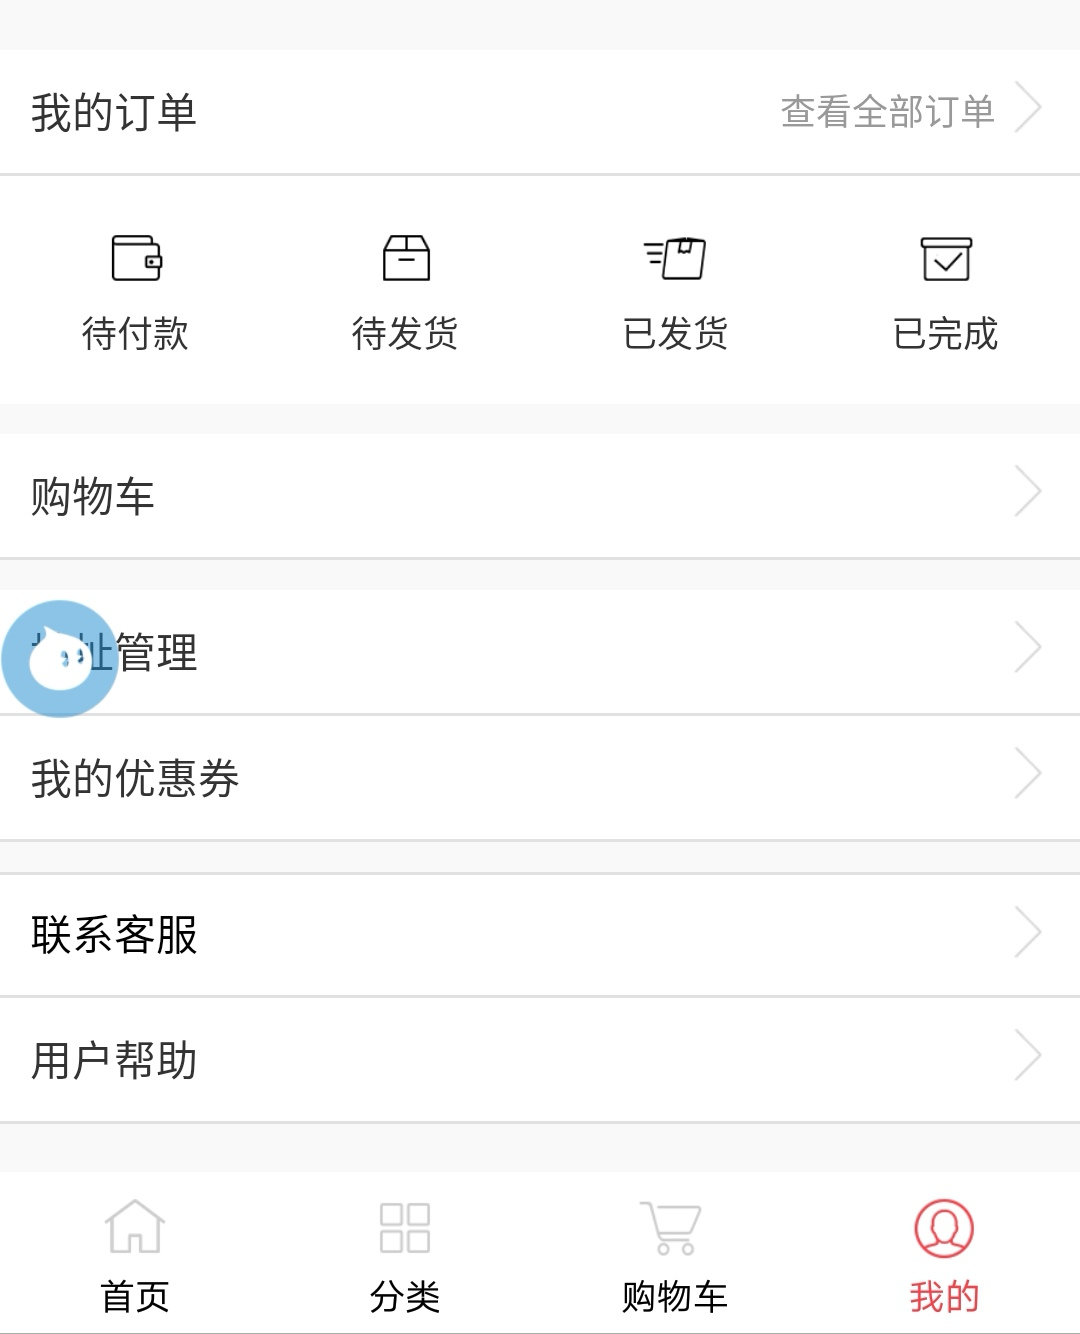 我的订单
查看全部订单
待付款
待发货
已发货
已完成
购物车
址管理
我的优惠券
联系客服
用户帮助
首页
分类
购物车
我的